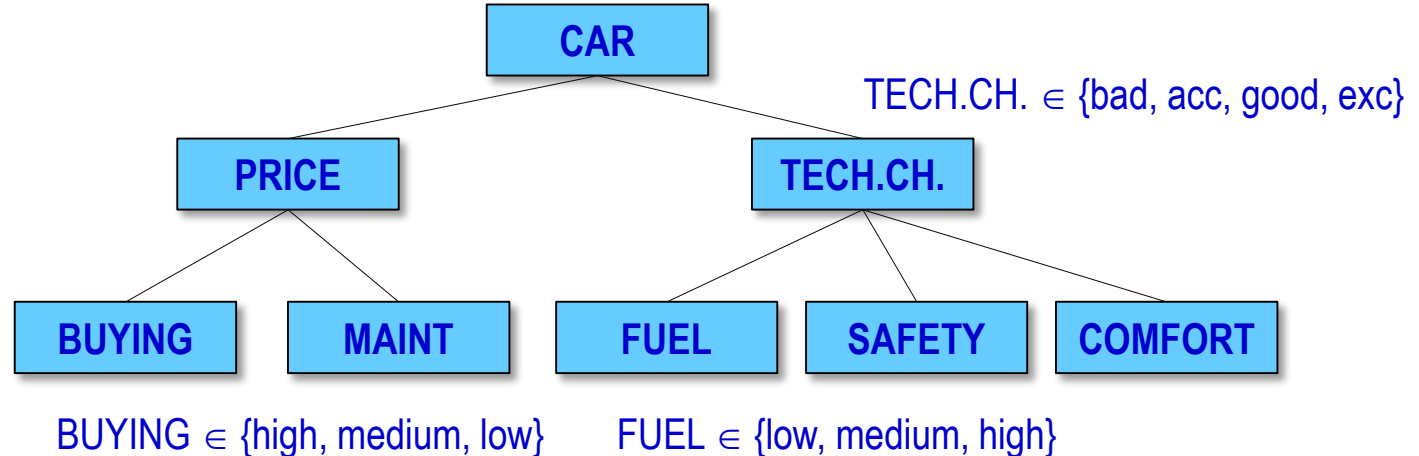 CAR
TECH.CH. ∈ {bad, acc, good, exc}
PRICE
TECH.CH.
BUYING
MAINT
FUEL
SAFETY
COMFORT
BUYING ∈ {high, medium, low}
FUEL ∈ {low, medium, high}